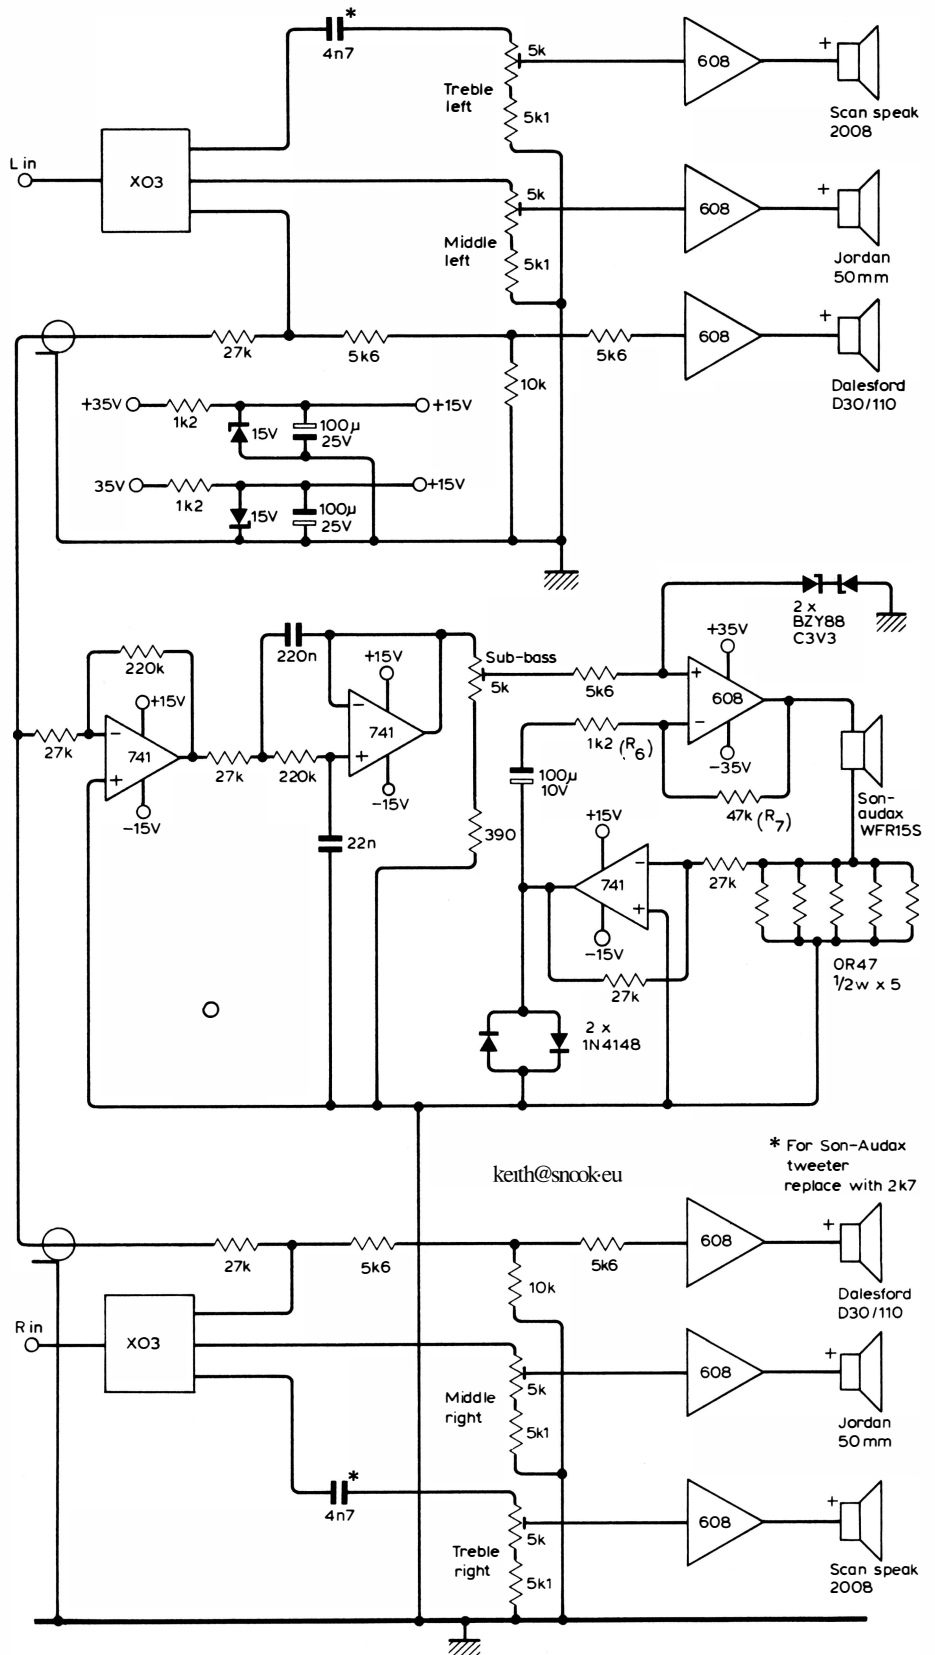 *
4n7
5k
608
+
Treble
left
5k1
Scan speak
2008
L in
XO3
5k
608
+
Middle
left
5k1
Jordan
50mm
27k
5k6
5k6
608
+
10k
Dalesford
D30/110
+35V
1k2
15V
100µ
25V
+15V
35V
1k2
15V
100µ
25V
+15V
2 x
BZY88
C3V3
220n
220k
+15V
Sub-bass
5k
5k6
+35V
+
608
−
−35V
27k
−
741
+
+15V
−15V
27k
220k
−
741
+
−15V
1k2 (R6)
100µ
10V
47k (R7)
Son-
audax
WFR15S
22n
390
+15V
741
−
+
−15V
27k
27k
0R47
1/2w x 5
2 x
1N4148
* For Son-Audax
tweeter
replace with 2k7
keith@snook.eu
27k
5k6
5k6
608
+
10k
Dalesford
D30/110
R in
XO3
5k
608
+
Middle
right
5k1
Jordan
50mm
*
4n7
5k
608
+
Treble
right
5k1
Scan speak
2008